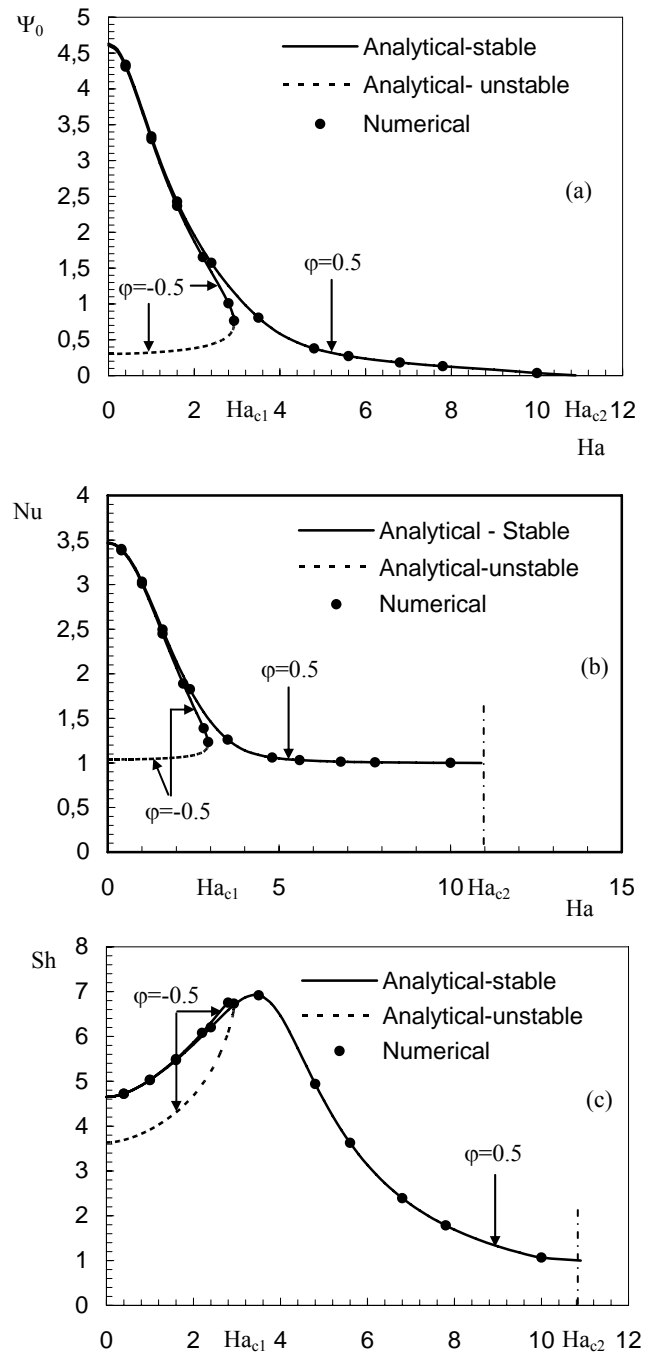 Ψ0
5
4,5
4
3,5
3
2,5
2
1,5
1
0,5
0
Analytical-stable
Analytical- unstable
Numerical
(a)
φ=-0.5
φ=0.5
0 2 Hac1 4 6 8 10 Hac2 12
Ha
Nu
4
3,5
3
2,5
2
1,5
1
0,5
0
Analytical - Stable
Analytical-unstable
Numerical
(b)
φ=0.5
φ=-0.5
0 Hac1 5 10 Hac2 15
Ha
Sh
8
7
6
5
4
3
2
1
0
Analytical-stable
Analytical-unstable
Numerical
φ=-0.5
(c)
φ=0.5
0 2 Hac1 4 6 8 10 Hac2 12
Ha